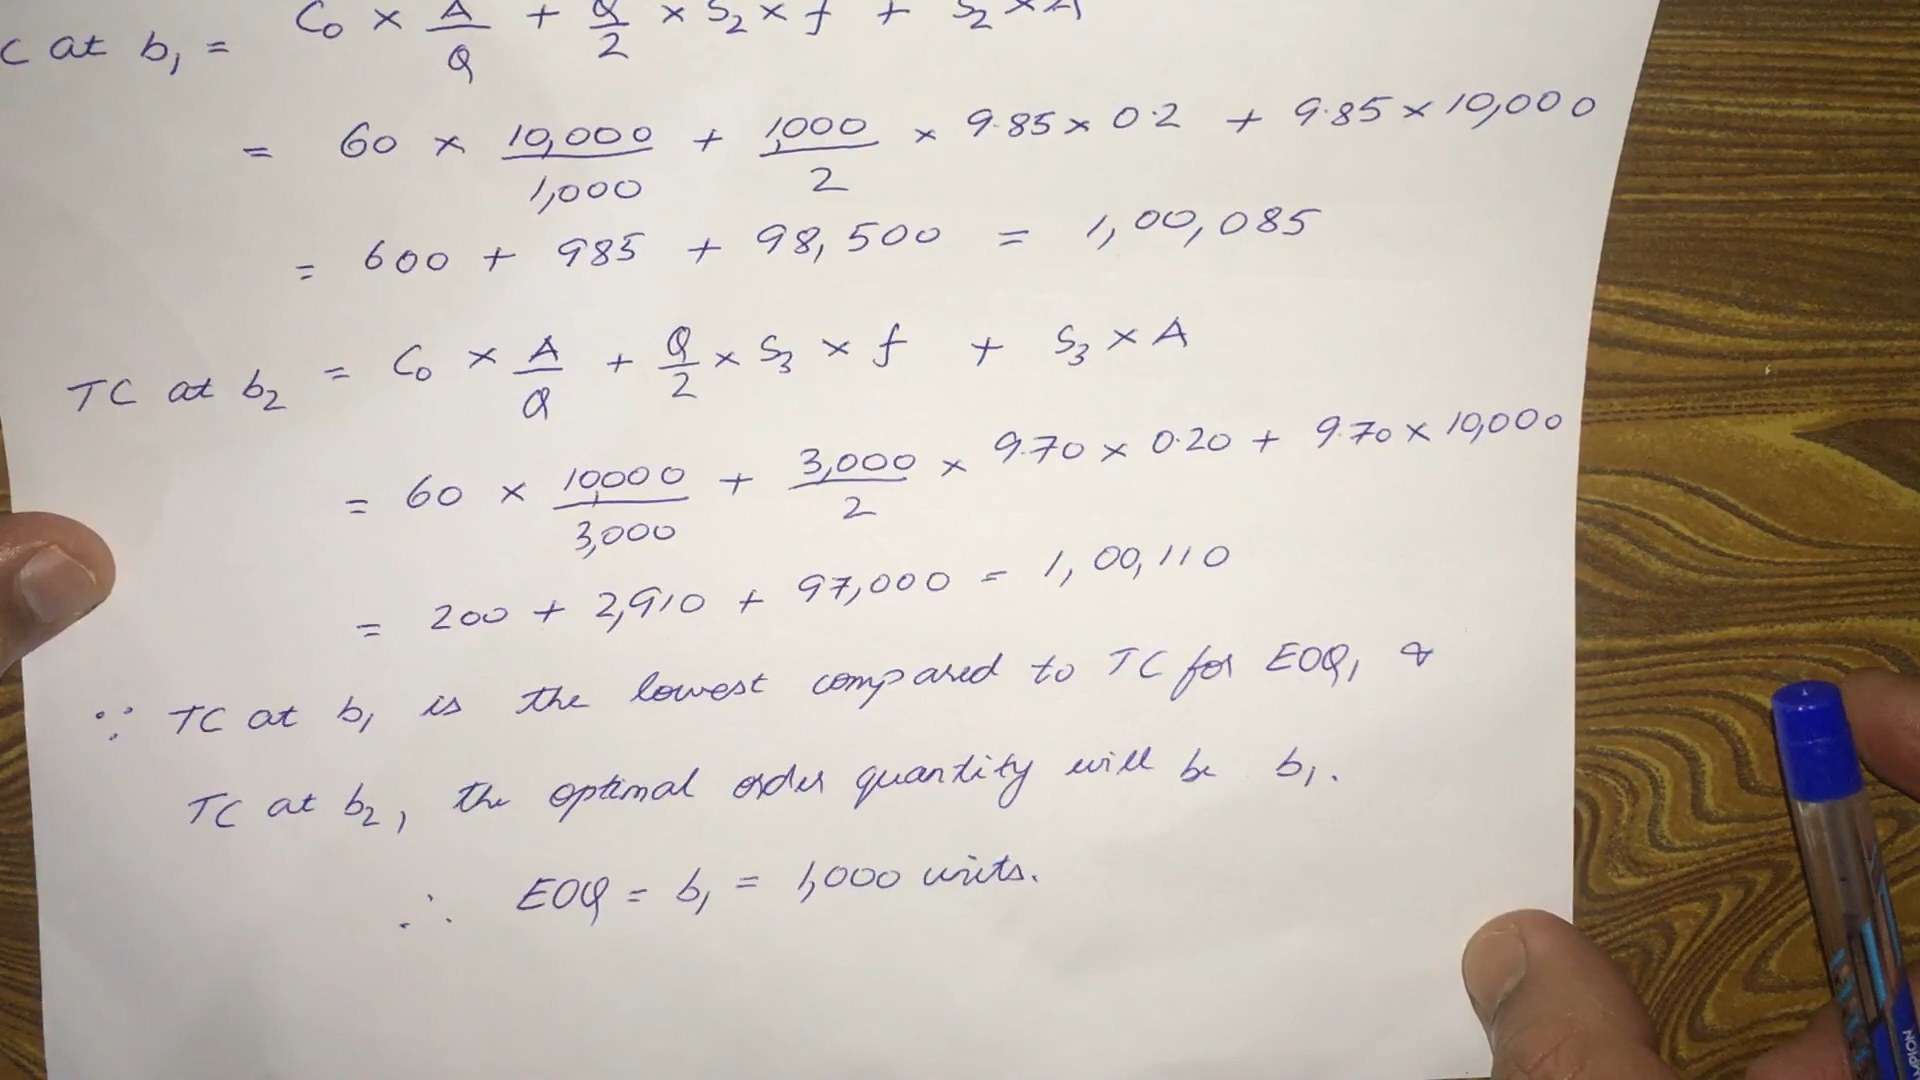 C at b₁ = C₀ × A/Q + Q/2 × S₂ × f + S₂ × A
= 60 × 10,000/1,000 + 1,000/2 × 9.85 × 0.2 + 9.85 × 10,000
= 600 + 985 + 98,500 = 1,00,085
TC at b₂ = C₀ × A/Q + Q/2 × S₃ × f + S₃ × A
= 60 × 10,000/3,000 + 3,000/2 × 9.70 × 0.20 + 9.70 × 10,000
= 200 + 2,910 + 97,000 = 1,00,110
∵ TC at b₁ is the lowest compared to TC for EOQ₁ &
TC at b₂, the optimal order quantity will be b₁.
∴ EOQ = b₁ = 1,000 units.